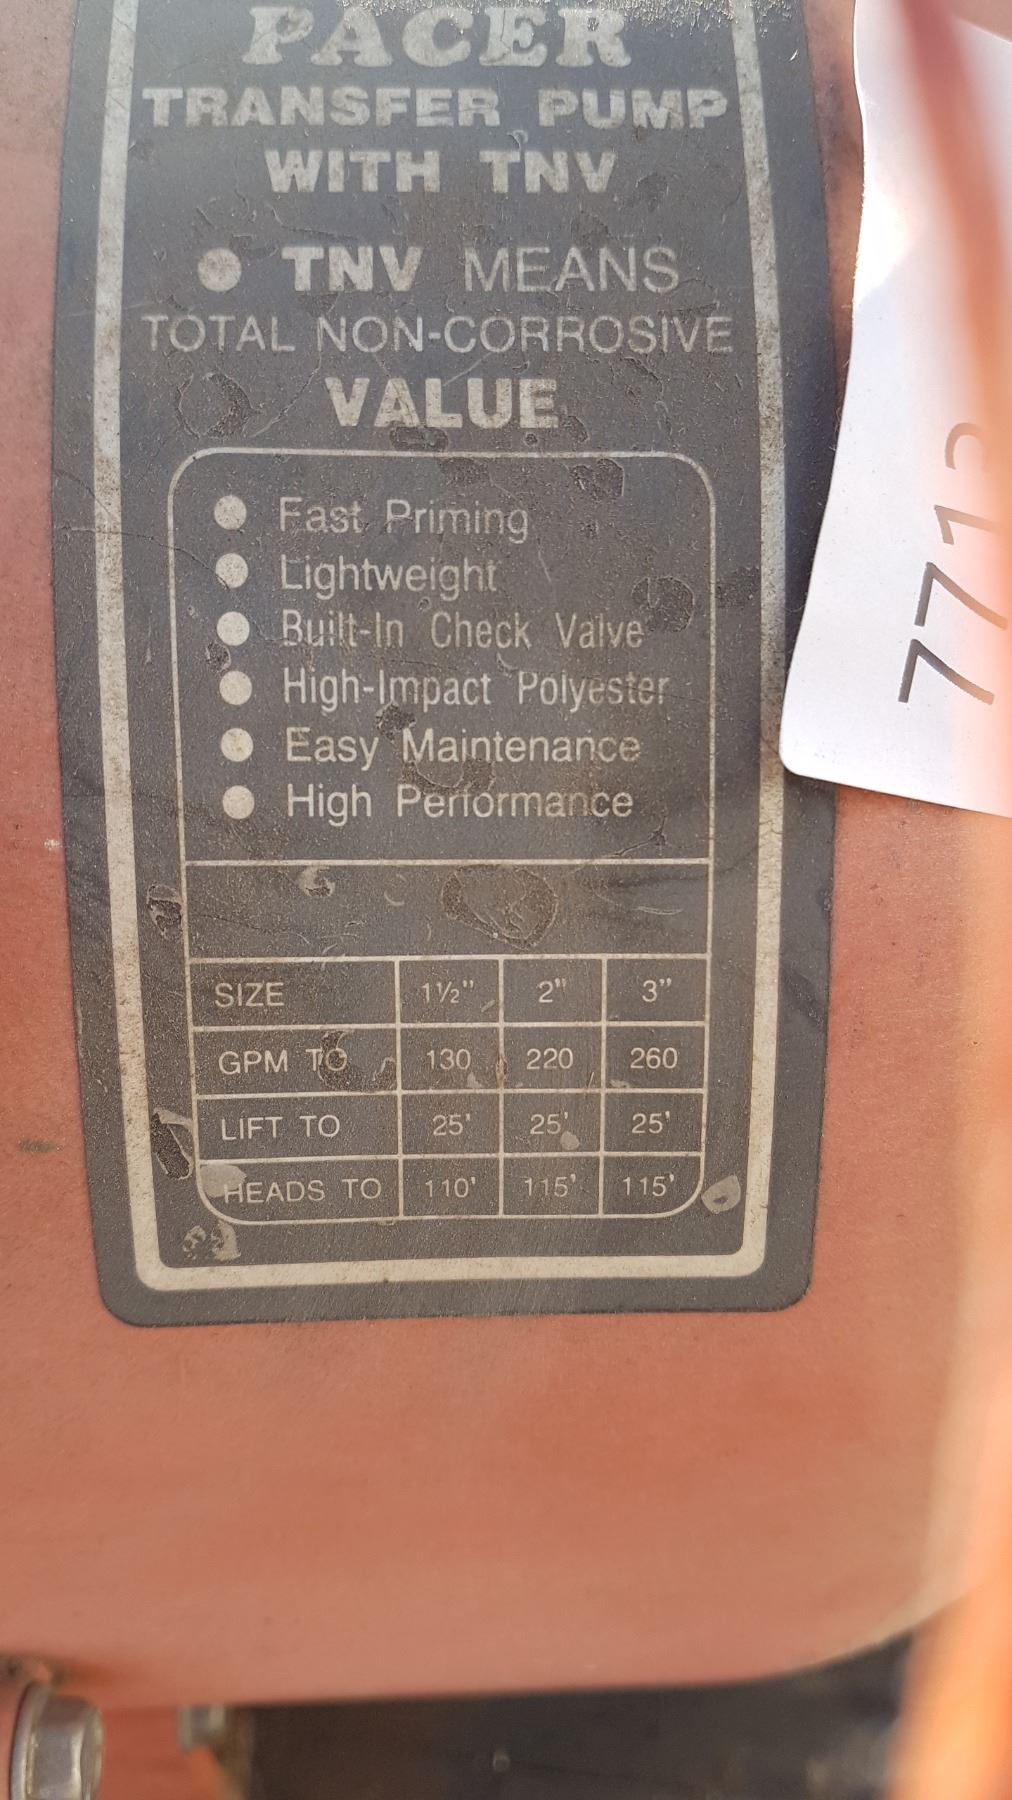 PACER
TRANSFER PUMP
WITH TNV
● TNV MEANS
TOTAL NON-CORROSIVE
VALUE
● Fast Priming
● Lightweight
● Built-In Check Valve
● High-Impact Polyester
● Easy Maintenance
● High Performance
SIZE 1½" 2" 3"
GPM TO 130 220 260
LIFT TO 25' 25' 25'
HEADS TO 110' 115' 115'
771